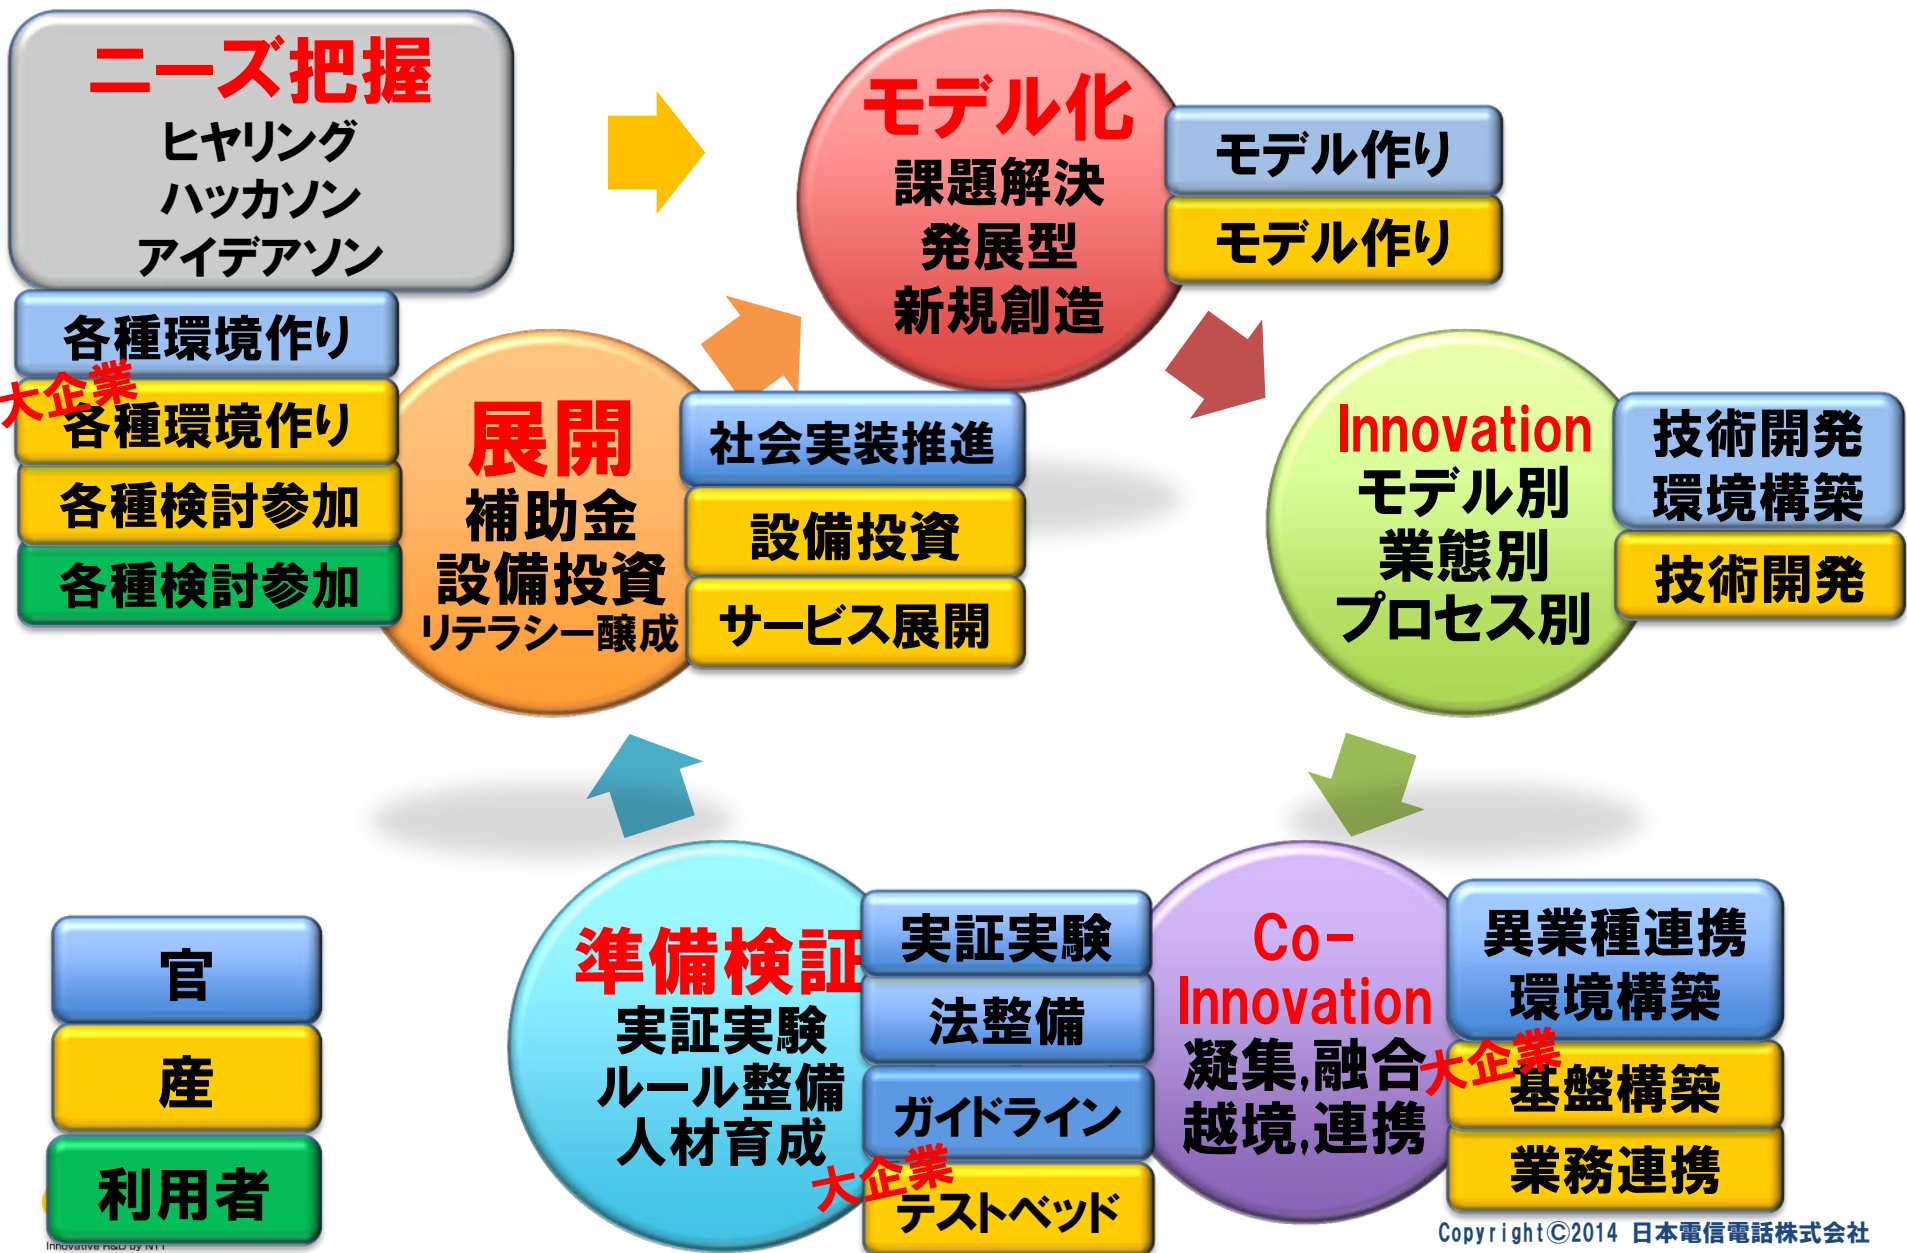 ニーズ把握
ヒヤリング
ハッカソン
アイデアソン
各種環境作り
大企業
各種環境作り
各種検討参加
各種検討参加
モデル化
課題解決
発展型
新規創造
モデル作り
モデル作り
Innovation
モデル別
業態別
プロセス別
技術開発
環境構築
技術開発
展開
補助金
設備投資
リテラシー醸成
社会実装推進
設備投資
サービス展開
Co-
Innovation
凝集,融合
越境,連携
異業種連携
環境構築
大企業
基盤構築
業務連携
準備検証
実証実験
ルール整備
人材育成
実証実験
法整備
ガイドライン
大企業
テストベッド
官
産
利用者
Innovative R&D by NTT
Copyright©2014 日本電信電話株式会社